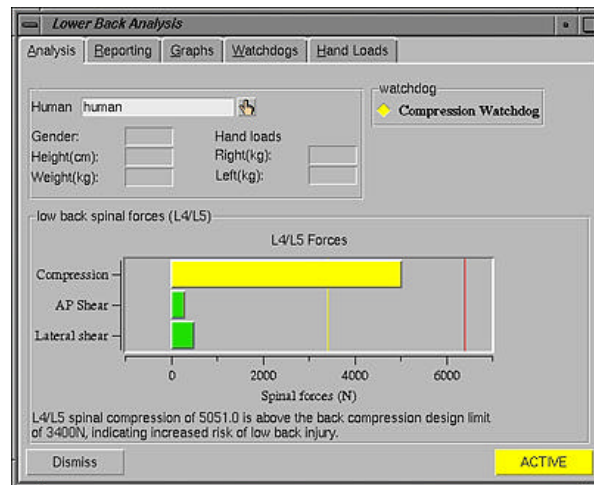 Lower Back Analysis
Analysis Reporting Graphs Watchdogs Hand Loads
Human human
watchdog
Compression Watchdog
Gender:
Height(cm):
Weight(kg):
Hand loads
Right(kg):
Left(kg):
low back spinal forces (L4/L5)
L4/L5 Forces
Compression
AP Shear
Lateral shear
0 2000 4000 6000
Spinal forces (N)
L4/L5 spinal compression of 5051.0 is above the back compression design limit
of 3400N, indicating increased risk of low back injury.
Dismiss ACTIVE